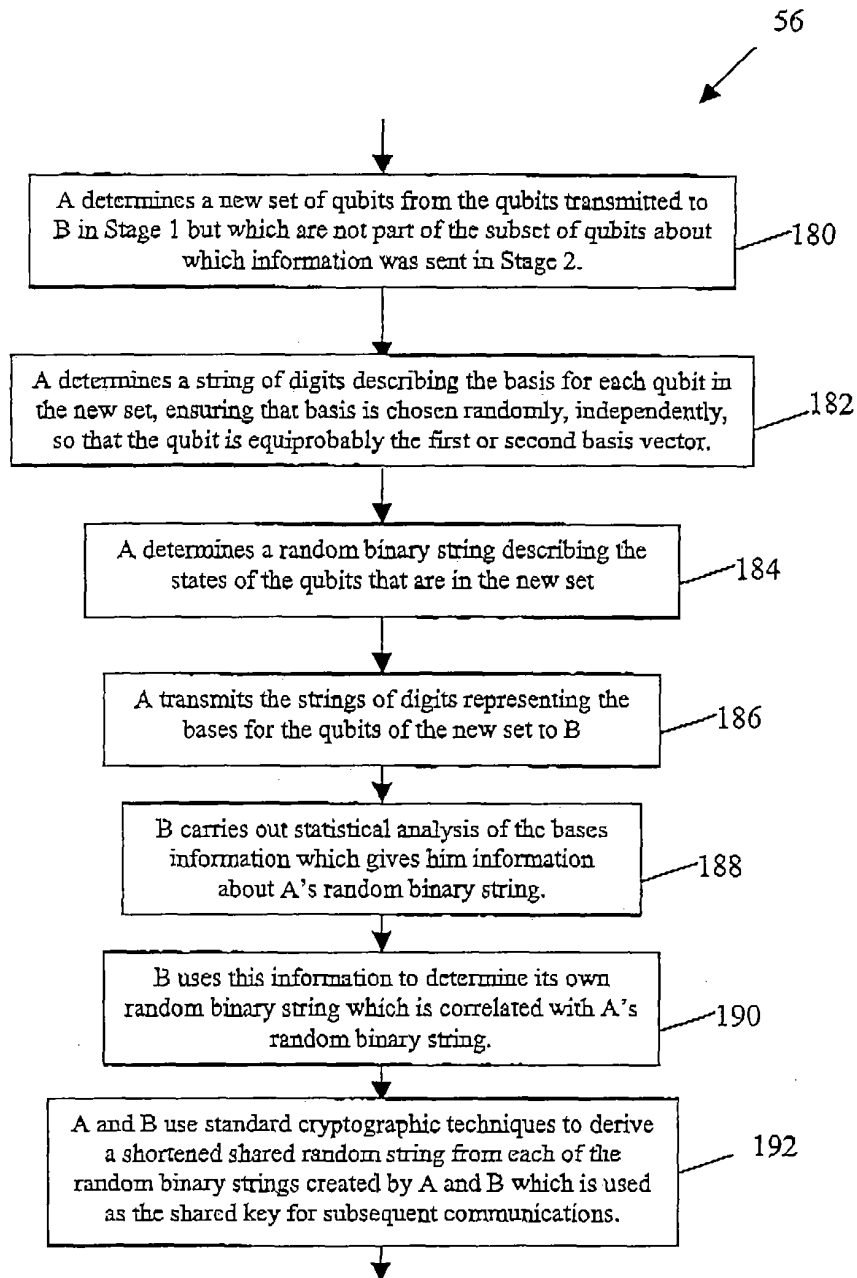 56
A determines a new set of qubits from the qubits transmitted to
B in Stage 1 but which are not part of the subset of qubits about
which information was sent in Stage 2.
180
A determines a string of digits describing the basis for each qubit in
the new set, ensuring that basis is chosen randomly, independently,
so that the qubit is equiprobably the first or second basis vector.
182
A determines a random binary string describing the
states of the qubits that are in the new set
184
A transmits the strings of digits representing the
bases for the qubits of the new set to B
186
B carries out statistical analysis of the bases
information which gives him information
about A's random binary string.
188
B uses this information to determine its own
random binary string which is correlated with A's
random binary string.
190
A and B use standard cryptographic techniques to derive
a shortened shared random string from each of the
random binary strings created by A and B which is used
as the shared key for subsequent communications.
192